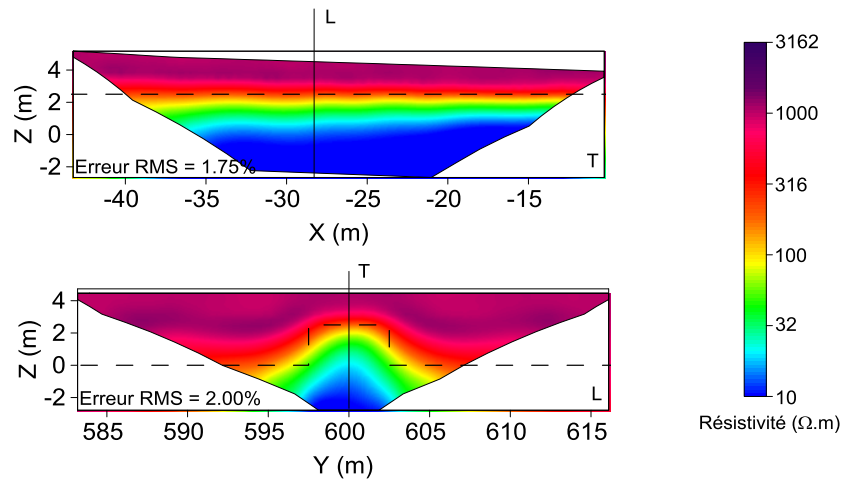 L
4
2
0
-2
Z (m)
Erreur RMS = 1.75%
T
-40 -35 -30 -25 -20 -15
X (m)
T
4
2
0
-2
Z (m)
Erreur RMS = 2.00%
L
585 590 595 600 605 610 615
Y (m)
3162
1000
316
100
32
10
Résistivité (Ω.m)